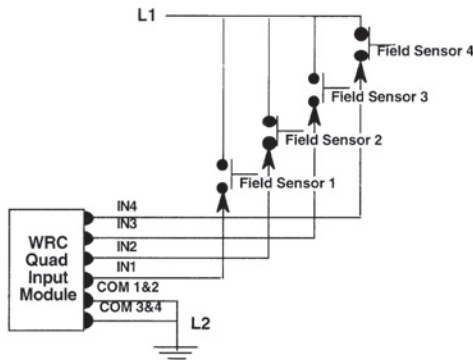 L1
Field Sensor 4
Field Sensor 3
Field Sensor 2
Field Sensor 1
IN4
IN3
IN2
IN1
COM 1&2
COM 3&4
WRC
Quad
Input
Module
L2